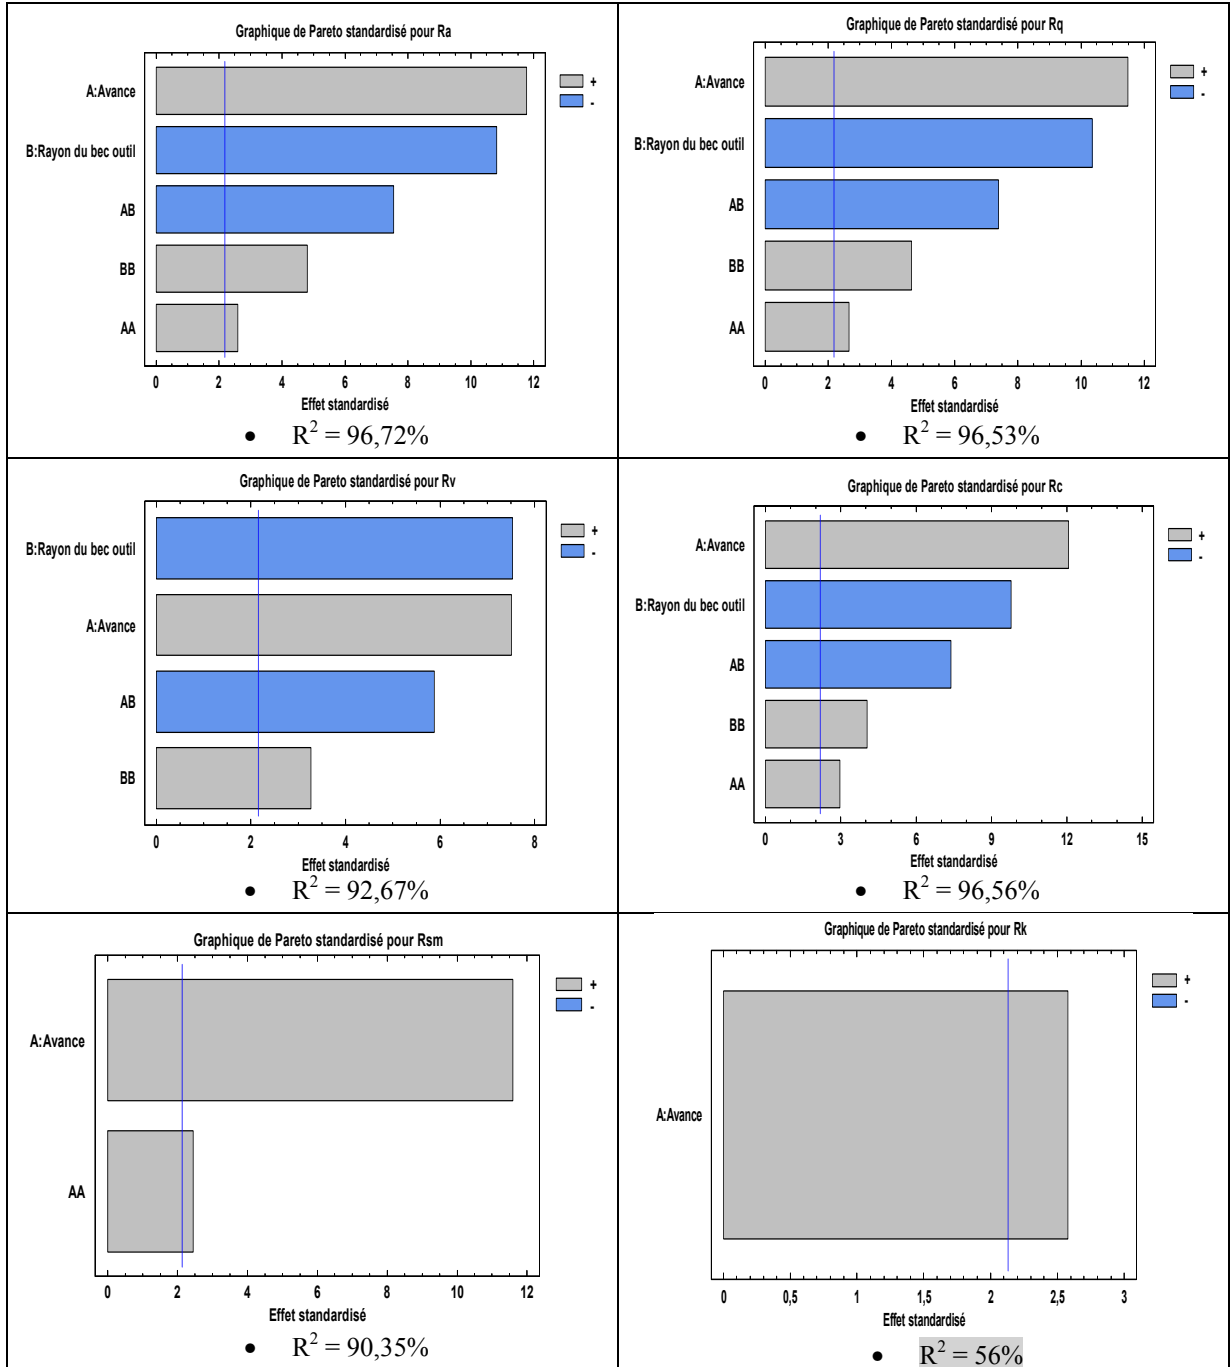 Graphique de Pareto standardisé pour Ra
A:Avance
B:Rayon du bec outil
AB
BB
AA
+
-
0 2 4 6 8 10 12
Effet standardisé
• R² = 96,72%
Graphique de Pareto standardisé pour Rq
A:Avance
B:Rayon du bec outil
AB
BB
AA
+
-
0 2 4 6 8 10 12
Effet standardisé
• R² = 96,53%
Graphique de Pareto standardisé pour Rv
B:Rayon du bec outil
A:Avance
AB
BB
+
-
0 2 4 6 8
Effet standardisé
• R² = 92,67%
Graphique de Pareto standardisé pour Rc
A:Avance
B:Rayon du bec outil
AB
BB
AA
+
-
0 3 6 9 12 15
Effet standardisé
• R² = 96,56%
Graphique de Pareto standardisé pour Rsm
A:Avance
AA
+
-
0 2 4 6 8 10 12
Effet standardisé
• R² = 90,35%
Graphique de Pareto standardisé pour Rk
A:Avance
+
-
0 0,5 1 1,5 2 2,5 3
Effet standardisé
• R² = 56%